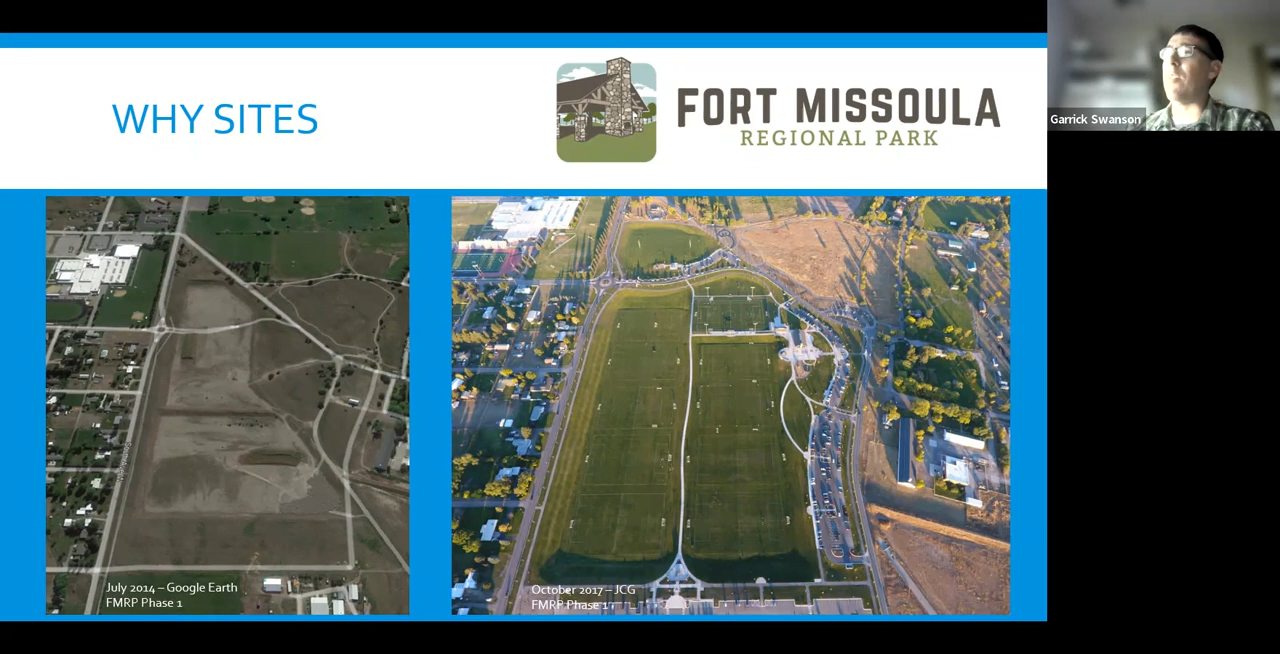 WHY SITES
FORT MISSOULA
REGIONAL PARK
Garrick Swanson
July 2014 – Google Earth
FMRP Phase 1
October 2017 – JCG
FMRP Phase 1